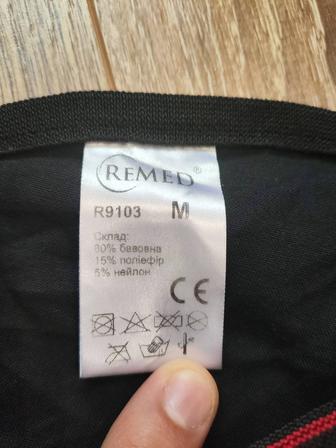 REMED®
R9103 M
Склад:
80% бавовна
15% поліефір
5% нейлон
CE